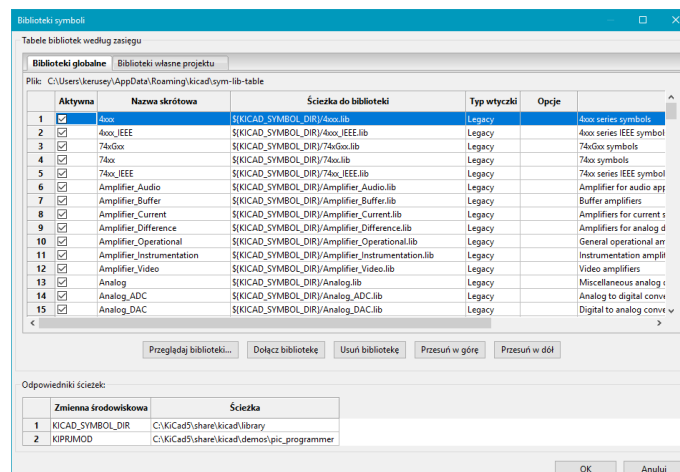 Biblioteki symboli
Tabele bibliotek według zasięgu
Biblioteki globalne Biblioteki własne projektu
Plik: C:\Users\kerusey\AppData\Roaming\kicad\sym-lib-table
Aktywna Nazwa skrótowa Ścieżka do biblioteki Typ wtyczki Opcje
1 4xxx ${KICAD_SYMBOL_DIR}/4xxx.lib Legacy 4xxx series symbols
2 4xxx_IEEE ${KICAD_SYMBOL_DIR}/4xxx_IEEE.lib Legacy 4xxx series IEEE symbol
3 74xGxx ${KICAD_SYMBOL_DIR}/74xGxx.lib Legacy 74xGxx symbols
4 74xx ${KICAD_SYMBOL_DIR}/74xx.lib Legacy 74xx symbols
5 74xx_IEEE ${KICAD_SYMBOL_DIR}/74xx_IEEE.lib Legacy 74xx series IEEE symbol
6 Amplifier_Audio ${KICAD_SYMBOL_DIR}/Amplifier_Audio.lib Legacy Amplifier for audio app
7 Amplifier_Buffer ${KICAD_SYMBOL_DIR}/Amplifier_Buffer.lib Legacy Buffer amplifiers
8 Amplifier_Current ${KICAD_SYMBOL_DIR}/Amplifier_Current.lib Legacy Amplifiers for current s
9 Amplifier_Difference ${KICAD_SYMBOL_DIR}/Amplifier_Difference.lib Legacy Amplifiers for analog d
10 Amplifier_Operational ${KICAD_SYMBOL_DIR}/Amplifier_Operational.lib Legacy General operational am
11 Amplifier_Instrumentation ${KICAD_SYMBOL_DIR}/Amplifier_Instrumentation.lib Legacy Instrumentation amplit
12 Amplifier_Video ${KICAD_SYMBOL_DIR}/Amplifier_Video.lib Legacy Video amplifiers
13 Analog ${KICAD_SYMBOL_DIR}/Analog.lib Legacy Miscellaneous analog
14 Analog_ADC ${KICAD_SYMBOL_DIR}/Analog_ADC.lib Legacy Analog to digital conve
15 Analog_DAC ${KICAD_SYMBOL_DIR}/Analog_DAC.lib Legacy Digital to analog conve
Przeglądaj biblioteki... Dołącz bibliotekę Usuń bibliotekę Przesuń w górę Przesuń w dół
Odpowiedniki ścieżek:
Zmienna środowiskowa Ścieżka
1 KICAD_SYMBOL_DIR C:\KiCad5\share\kicad\library
2 KIPRJMOD C:\KiCad5\share\kicad\demos\pic_programmer
OK Anuluj